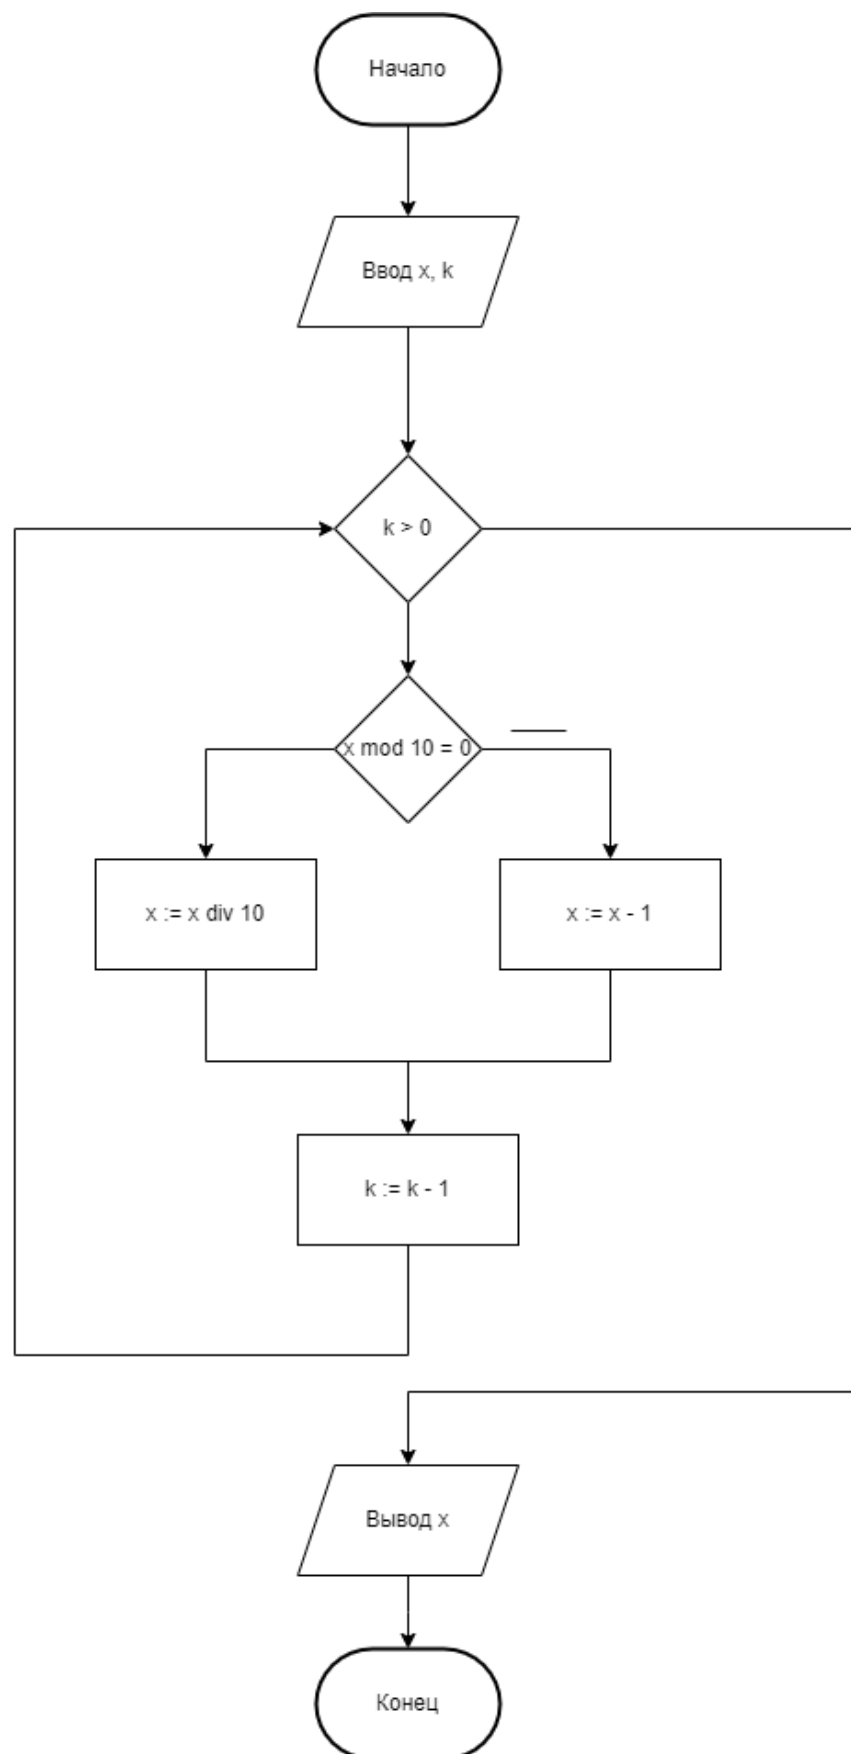 Начало
Ввод x, k
k > 0
x mod 10 = 0
x := x div 10
x := x - 1
k := k - 1
Вывод x
Конец